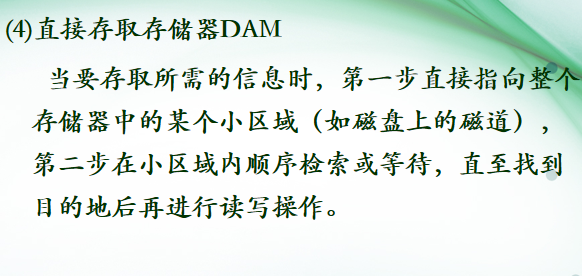 (4)直接存取存储器DAM
当要存取所需的信息时，第一步直接指向整个
存储器中的某个小区域（如磁盘上的磁道），
第二步在小区域内顺序检索或等待，直至找到
目的地后再进行读写操作。